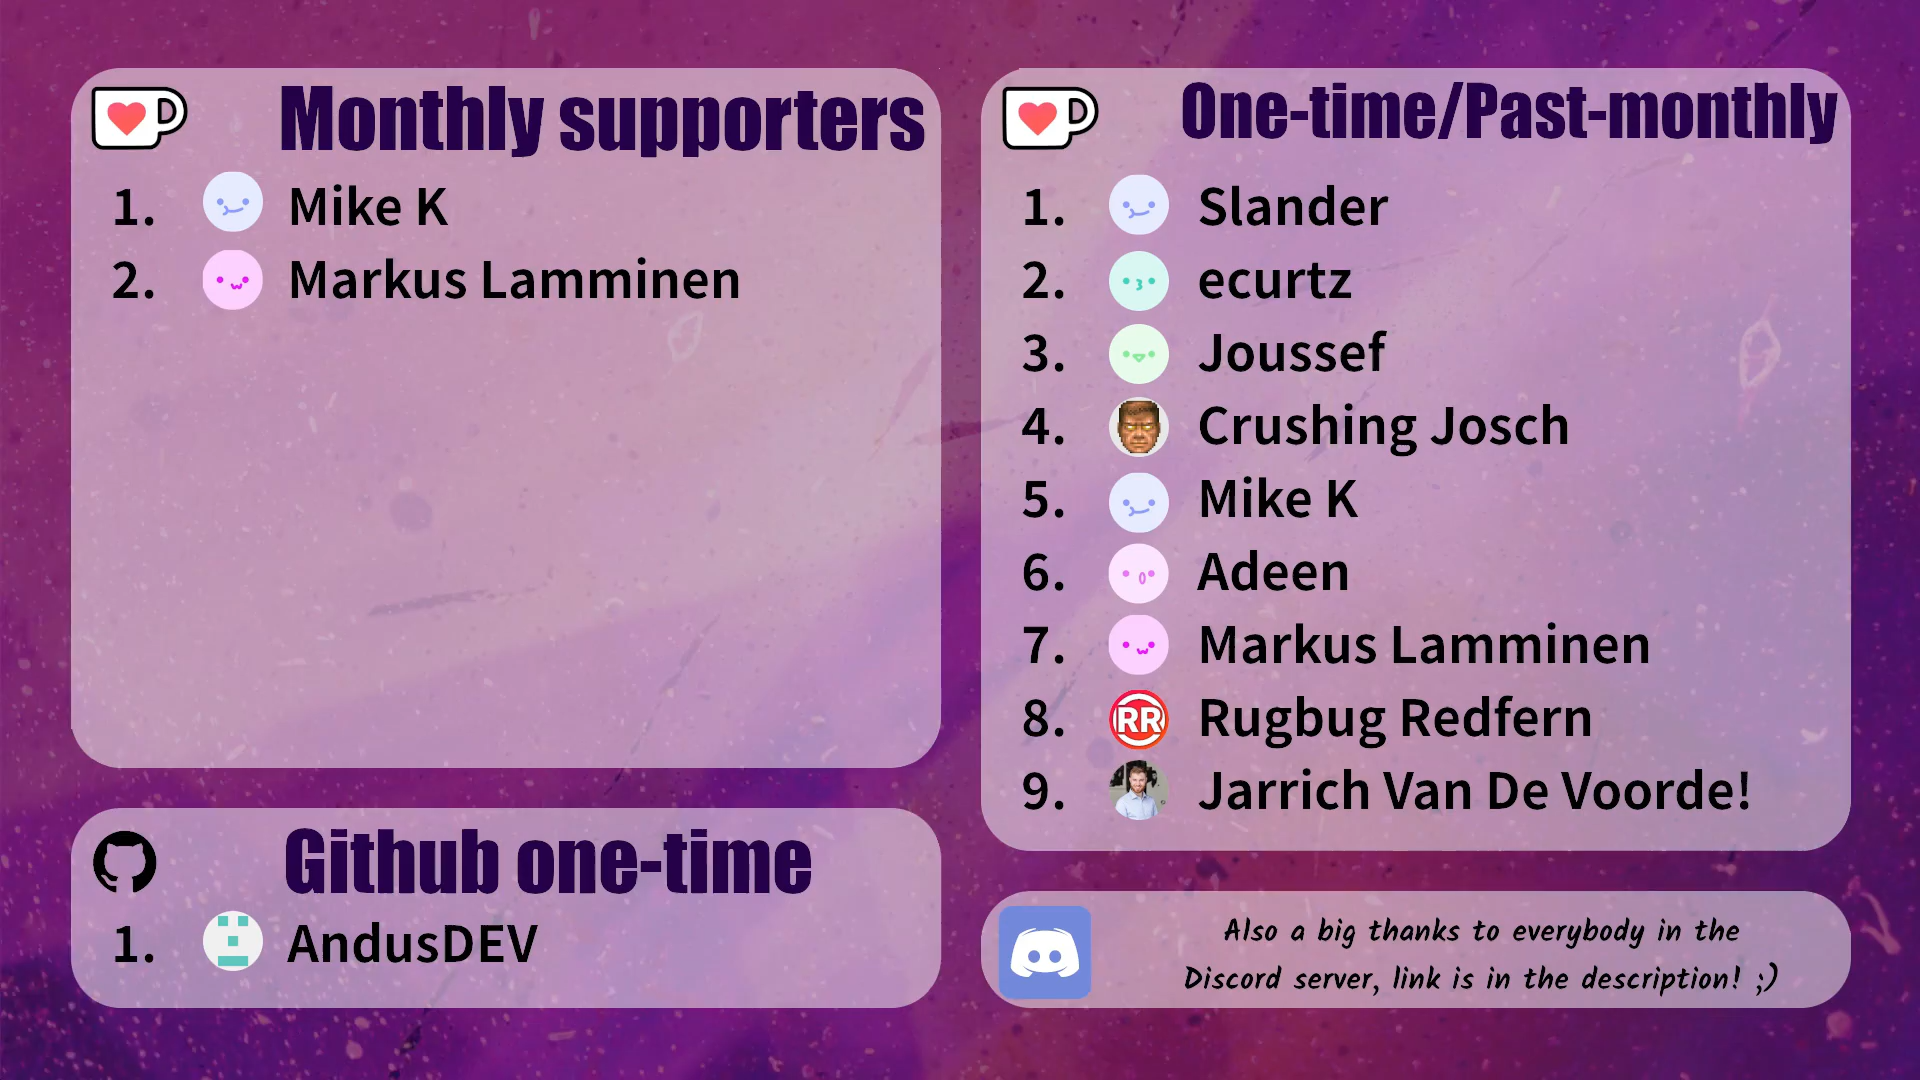 Monthly supporters
1. Mike K
2. Markus Lamminen
Github one-time
1. AndusDEV
One-time/Past-monthly
1. Slander
2. ecurtz
3. Joussef
4. Crushing Josch
5. Mike K
6. Adeen
7. Markus Lamminen
8. RR Rugbug Redfern
9. Jarrich Van De Voorde!
Also a big thanks to everybody in the
Discord server, link is in the description! ;)